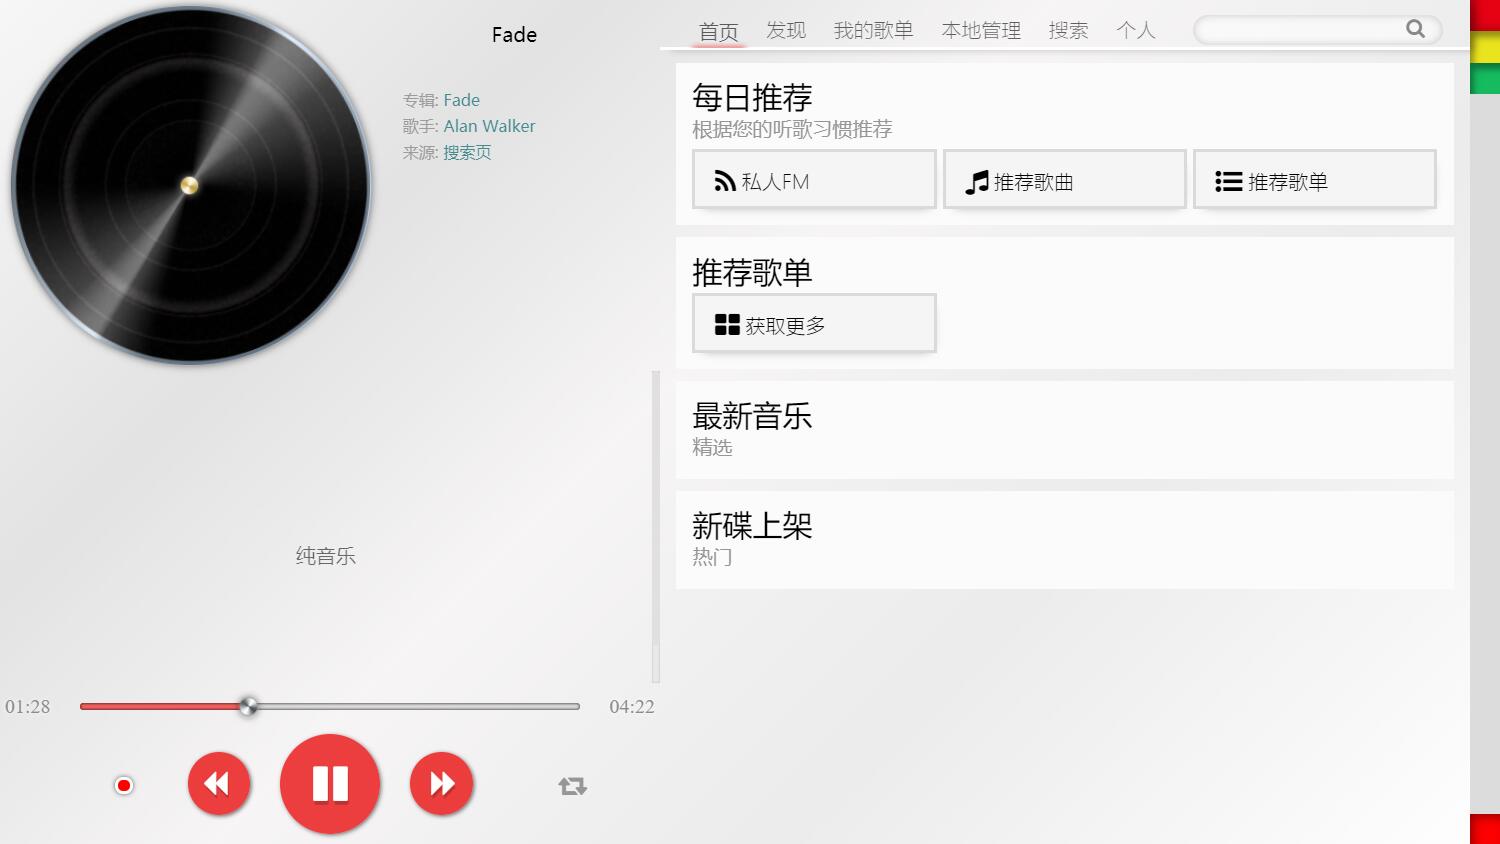 Fade
专辑: Fade
歌手: Alan Walker
来源: 搜索页
纯音乐
01:28
04:22
首页 发现 我的歌单 本地管理 搜索 个人
每日推荐
根据您的听歌习惯推荐
私人FM
推荐歌曲
推荐歌单
推荐歌单
获取更多
最新音乐
精选
新碟上架
热门